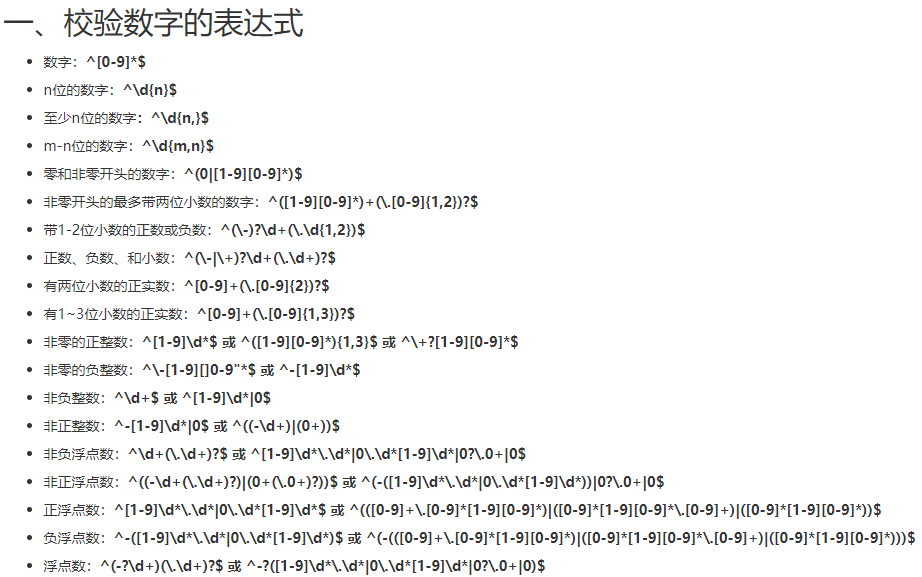 一、校验数字的表达式
数字：^[0-9]*$
n位的数字：^\d{n}$
至少n位的数字：^\d{n,}$
m-n位的数字：^\d{m,n}$
零和非零开头的数字：^(0|[1-9][0-9]*)$
非零开头的最多带两位小数的数字：^([1-9][0-9]*)+(\.[0-9]{1,2})?$
带1-2位小数的正数或负数：^(\-)?\d+(\.\d{1,2})$
正数、负数、和小数：^(\-|\+)?\d+(\.\d+)?$
有两位小数的正实数：^[0-9]+(\.[0-9]{2})?$
有1~3位小数的正实数：^[0-9]+(\.[0-9]{1,3})?$
非零的正整数：^[1-9]\d*$ 或 ^([1-9][0-9]*){1,3}$ 或 ^\+?[1-9][0-9]*$
非零的负整数：^\-[1-9][]0-9"*$ 或 ^-[1-9]\d*$
非负整数：^\d+$ 或 ^[1-9]\d*|0$
非正整数：^-[1-9]\d*|0$ 或 ^((-\d+)|(0+))$
非负浮点数：^\d+(\.\d+)?$ 或 ^[1-9]\d*\.\d*|0\.\d*[1-9]\d*|0?\.0+|0$
非正浮点数：^((-\d+(\.\d+)?)|(0+(\.0+)?))$ 或 ^(-([1-9]\d*\.\d*|0\.\d*[1-9]\d*))|0?\.0+|0$
正浮点数：^[1-9]\d*\.\d*|0\.\d*[1-9]\d*$ 或 ^(([0-9]+\.[0-9]*[1-9][0-9]*)|([0-9]*[1-9][0-9]*\.[0-9]+)|([0-9]*[1-9][0-9]*))$
负浮点数：^-([1-9]\d*\.\d*|0\.\d*[1-9]\d*)$ 或 ^(-(([0-9]+\.[0-9]*[1-9][0-9]*)|([0-9]*[1-9][0-9]*\.[0-9]+)|([0-9]*[1-9][0-9]*)))$
浮点数：^(-?\d+)(\.\d+)?$ 或 ^-?([1-9]\d*\.\d*|0\.\d*[1-9]\d*|0?\.0+|0)$